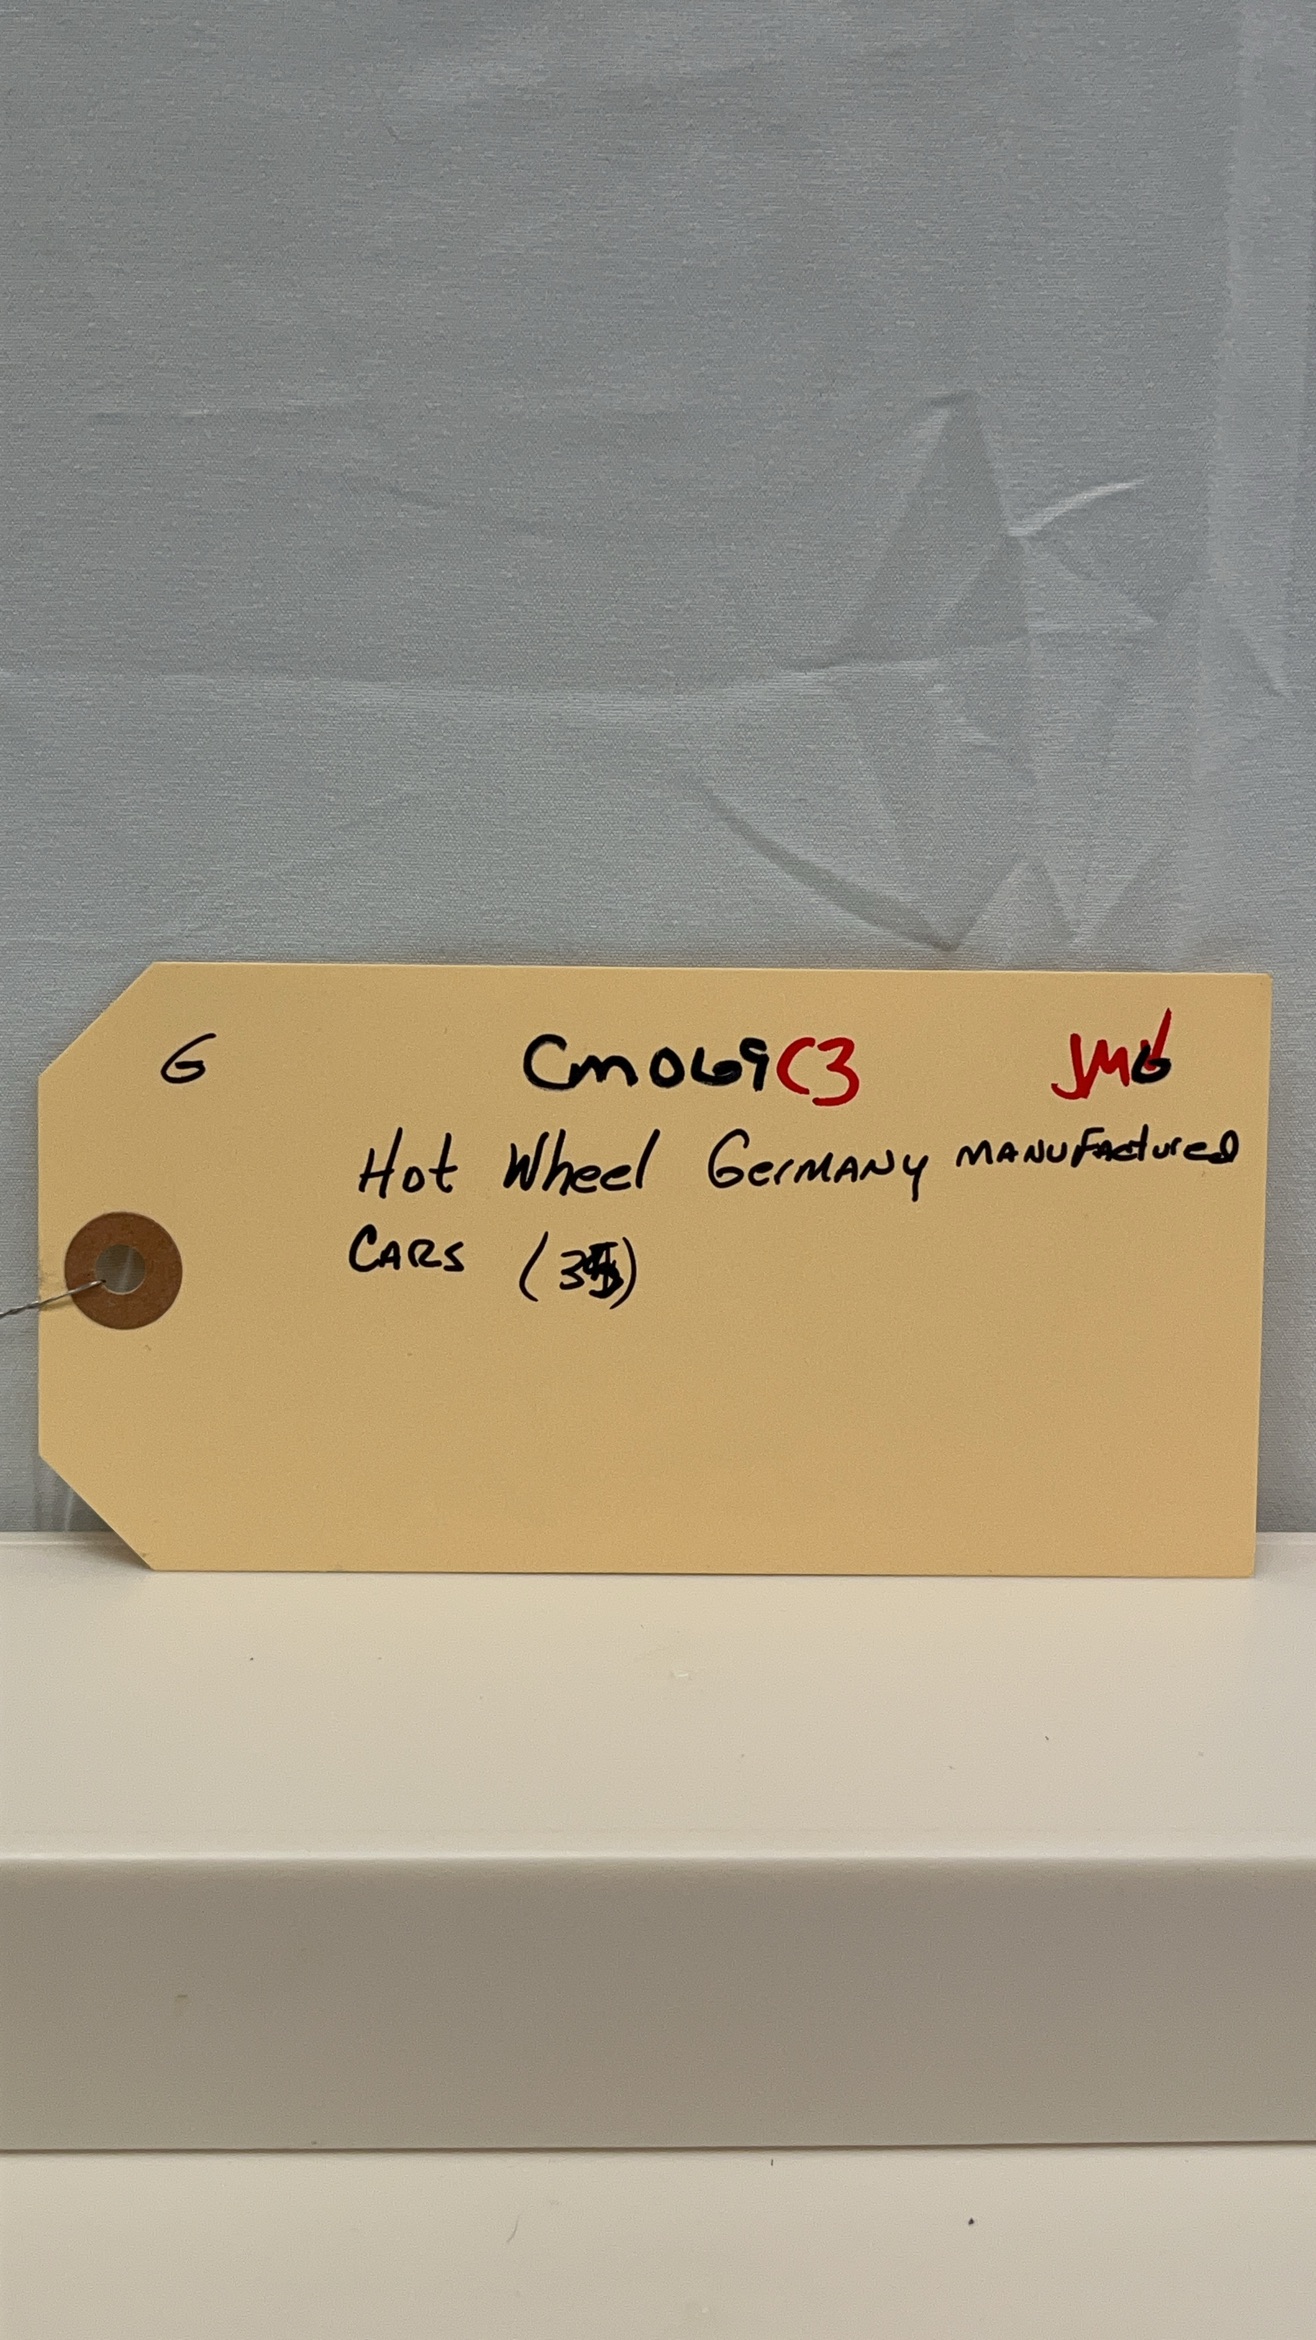 G Cm069C3 JMG
Hot Wheel Germany manufactured
Cars